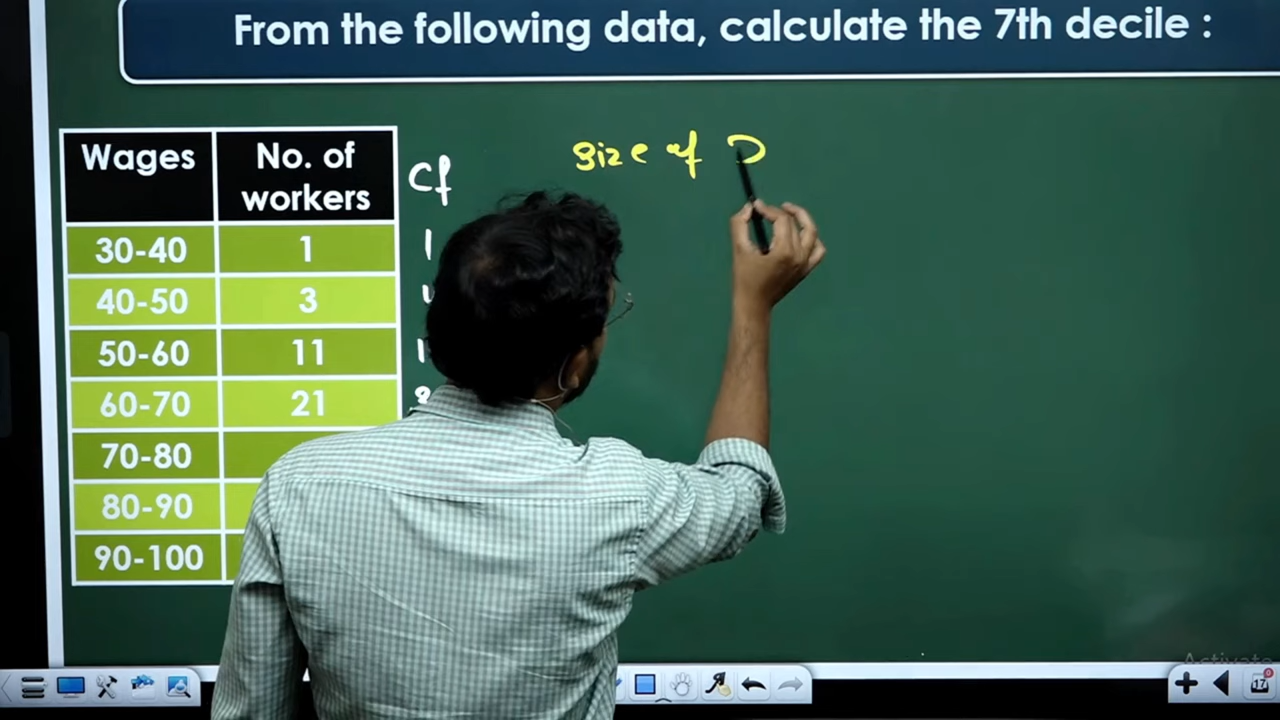 From the following data, calculate the 7th decile :
Wages No. of workers Cf
30-40 1 1
40-50 3
50-60 11
60-70 21
70-80
80-90
90-100
size of D
17